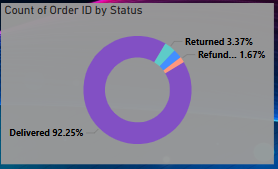 Count of Order ID by Status
Returned 3.37%
Refund... 1.67%
Delivered 92.25%